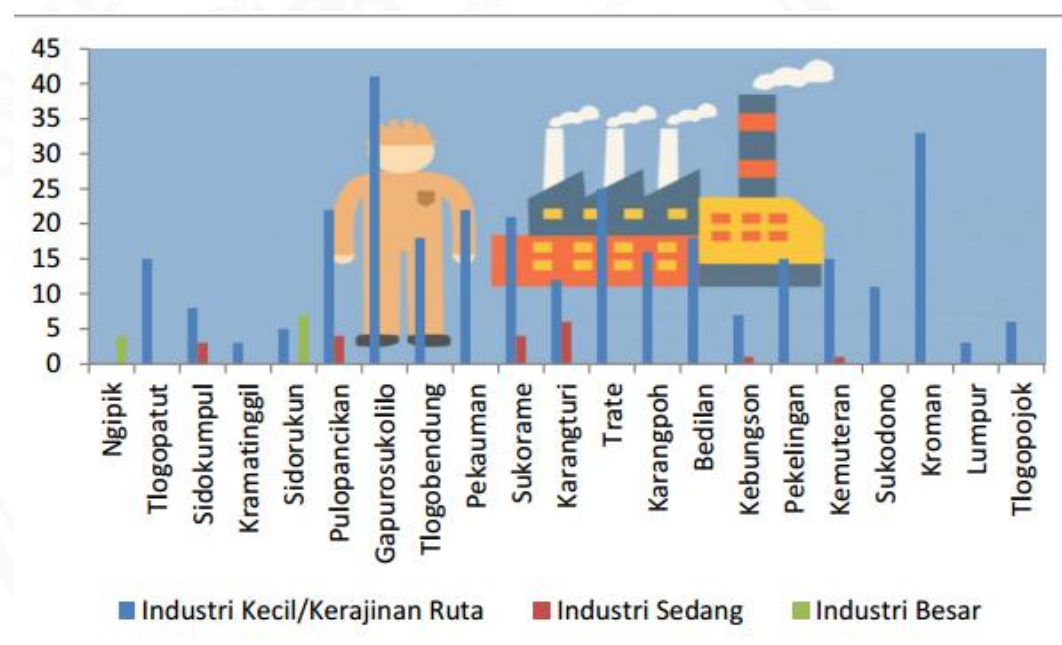 45
40
35
30
25
20
15
10
5
0
Ngipik
Tlogopatut
Sidokumpul
Kramatinggil
Sidorukun
Pulopancikan
Gapurosukolilo
Tlogobendung
Pekauman
Sukorame
Karangturi
Trate
Karangpoh
Bedilan
Kebungson
Pekelingan
Kemuteran
Sukodono
Kroman
Lumpur
Tlogopojok
Industri Kecil/Kerajinan Ruta Industri Sedang Industri Besar